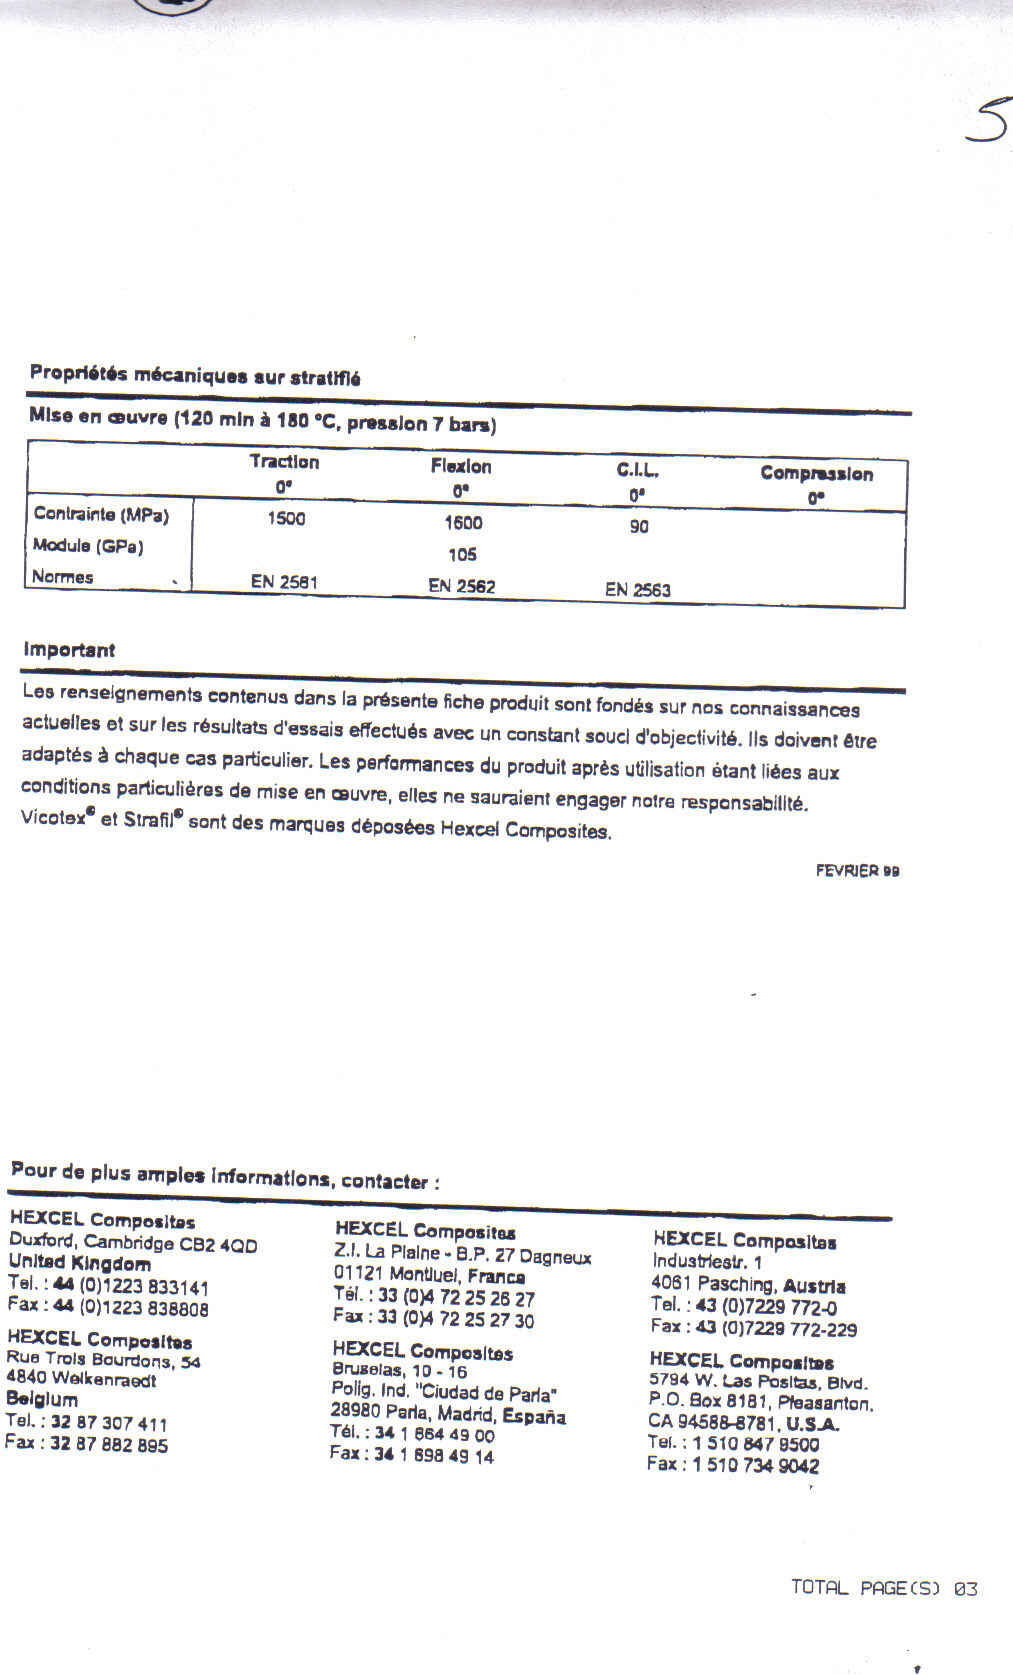 5
Propriétés mécaniques sur stratifié
Mise en œuvre (120 min à 180 °C, pression 7 bars)
Traction Flexion C.I.L. Compression
0° 0° 0° 0°
Contrainte (MPa) 1500 1600 90
Module (GPa) 105
Normes EN 2561 EN 2562 EN 2563
Important
Les renseignements contenus dans la présente fiche produit sont fondés sur nos connaissances
actuelles et sur les résultats d'essais effectués avec un constant souci d'objectivité. Ils doivent être
adaptés à chaque cas particulier. Les performances du produit après utilisation étant liées aux
conditions particulières de mise en œuvre, elles ne sauraient engager notre responsabilité.
Vicotex® et Strafil® sont des marques déposées Hexcel Composites.
FEVRIER 99
Pour de plus amples informations, contacter :
HEXCEL Composites
Duxford, Cambridge CB2 4QD
United Kingdom
Tel. : 44 (0)1223 833141
Fax : 44 (0)1223 838808
HEXCEL Composites
Z.I. La Plaine - B.P. 27 Dagneux
01121 Montluel, France
Tél. : 33 (0)4 72 25 26 27
Fax : 33 (0)4 72 25 27 30
HEXCEL Composites
Industriestr. 1
4061 Pasching, Austria
Tel. : 43 (0)7229 772-0
Fax : 43 (0)7229 772-229
HEXCEL Composites
Rue Trois Bourdons, 54
4840 Welkenraedt
Belgium
Tel. : 32 87 307 411
Fax : 32 87 882 895
HEXCEL Composites
Bruselas, 10 - 16
Polig. Ind. "Ciudad de Parla"
28980 Parla, Madrid, España
Tél. : 34 1 664 49 00
Fax : 34 1 698 49 14
HEXCEL Composites
5794 W. Las Positas, Blvd.
P.O. Box 8181, Pleasanton,
CA 94588-8781, U.S.A.
Tel. : 1 510 847 9500
Fax : 1 510 734 9042
TOTAL PAGE(S) 03